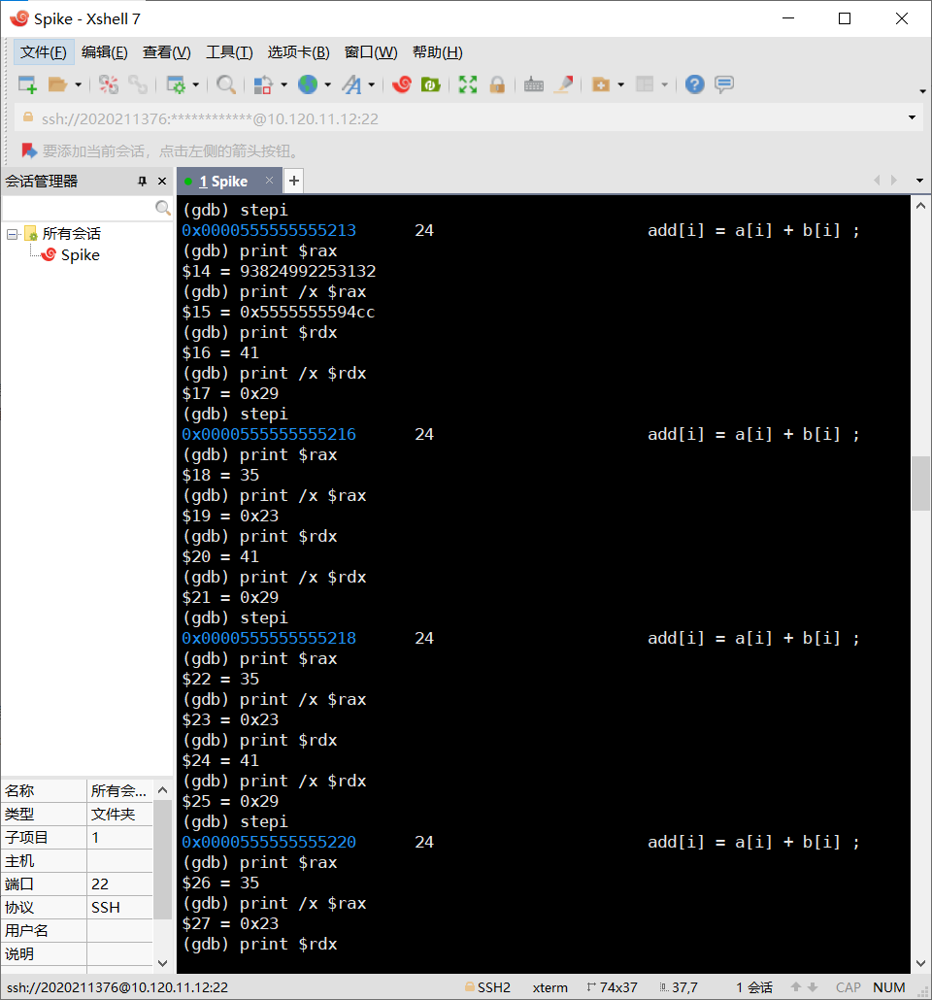 Spike - Xshell 7
文件(F) 编辑(E) 查看(V) 工具(T) 选项卡(B) 窗口(W) 帮助(H)
ssh://2020211376:************@10.120.11.12:22
要添加当前会话，点击左侧的箭头按钮。
会话管理器
所有会话
Spike
名称 所有会...
类型 文件夹
子项目 1
主机
端口 22
协议 SSH
用户名
说明
1 Spike
(gdb) stepi
0x0000555555555213      24                      add[i] = a[i] + b[i] ;
(gdb) print $rax
$14 = 93824992253132
(gdb) print /x $rax
$15 = 0x5555555594cc
(gdb) print $rdx
$16 = 41
(gdb) print /x $rdx
$17 = 0x29
(gdb) stepi
0x0000555555555216      24                      add[i] = a[i] + b[i] ;
(gdb) print $rax
$18 = 35
(gdb) print /x $rax
$19 = 0x23
(gdb) print $rdx
$20 = 41
(gdb) print /x $rdx
$21 = 0x29
(gdb) stepi
0x0000555555555218      24                      add[i] = a[i] + b[i] ;
(gdb) print $rax
$22 = 35
(gdb) print /x $rax
$23 = 0x23
(gdb) print $rdx
$24 = 41
(gdb) print /x $rdx
$25 = 0x29
(gdb) stepi
0x0000555555555220      24                      add[i] = a[i] + b[i] ;
(gdb) print $rax
$26 = 35
(gdb) print /x $rax
$27 = 0x23
(gdb) print $rdx
ssh://2020211376@10.120.11.12:22 SSH2 xterm 74x37 37,7 1 会话 CAP NUM